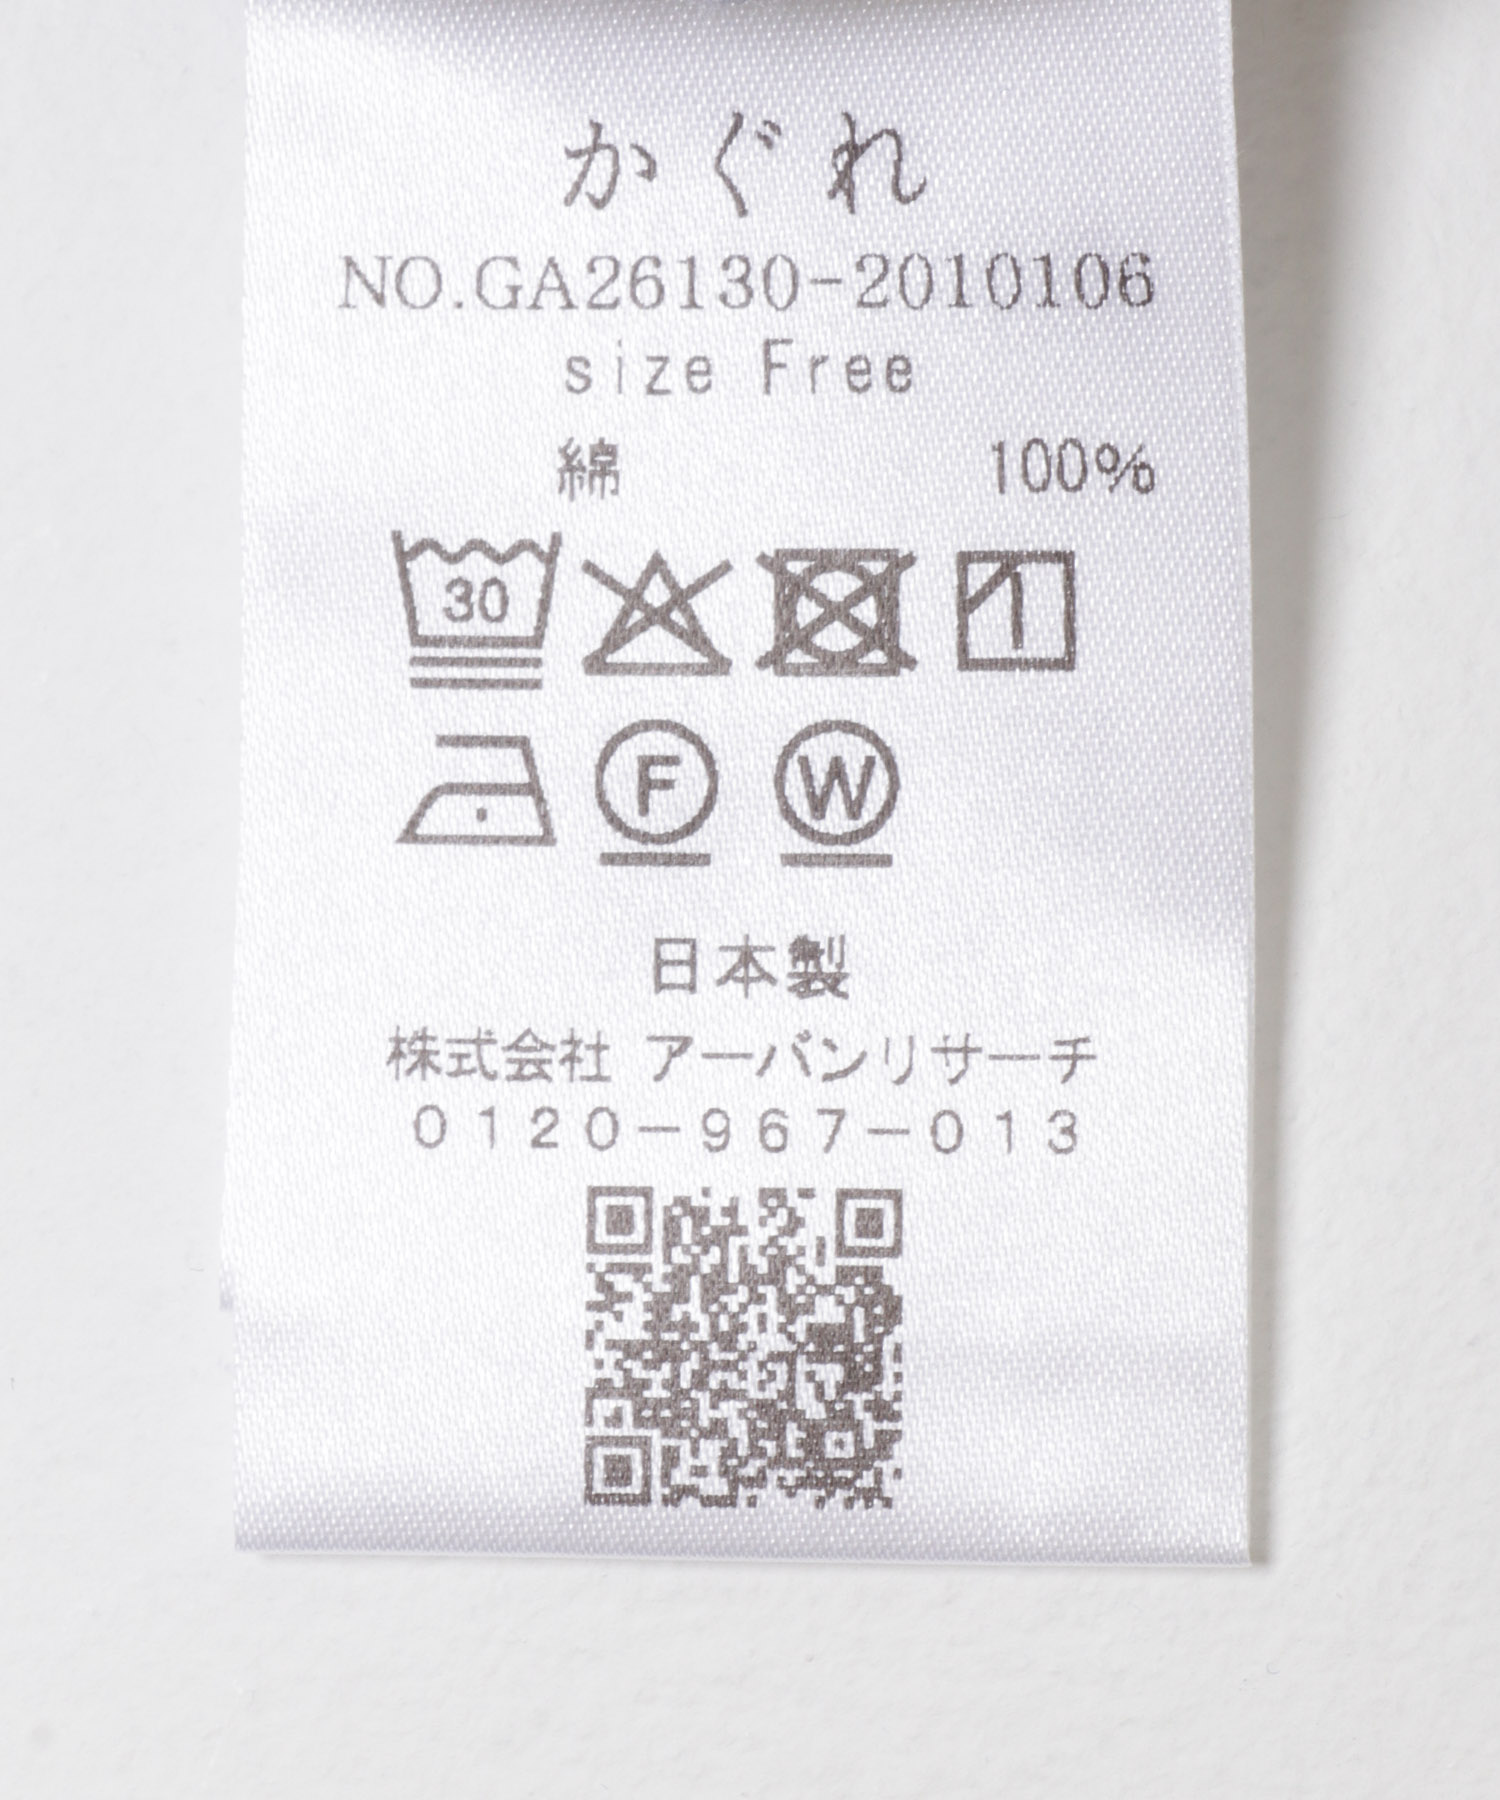 かぐれ
NO.GA26130-2010106
size Free
綿 100%
30
F W
日本製
株式会社 アーバンリサーチ
0120-967-013